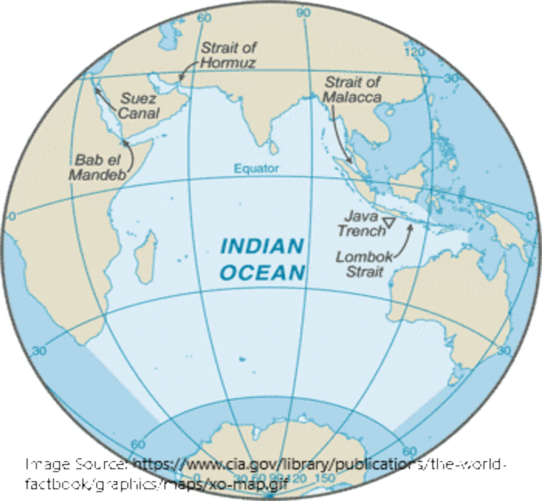 60
90
120
30
Strait of
Hormuz
Strait of
Malacca
Suez
Canal
Bab el
Mandeb
Equator
0
0
Java
Trench
Lombok
Strait
INDIAN
OCEAN
30
30
60
60
Image Source: https://www.cia.gov/library/publications/the-world-
factbook/graphics/maps/xo-map.gif
120